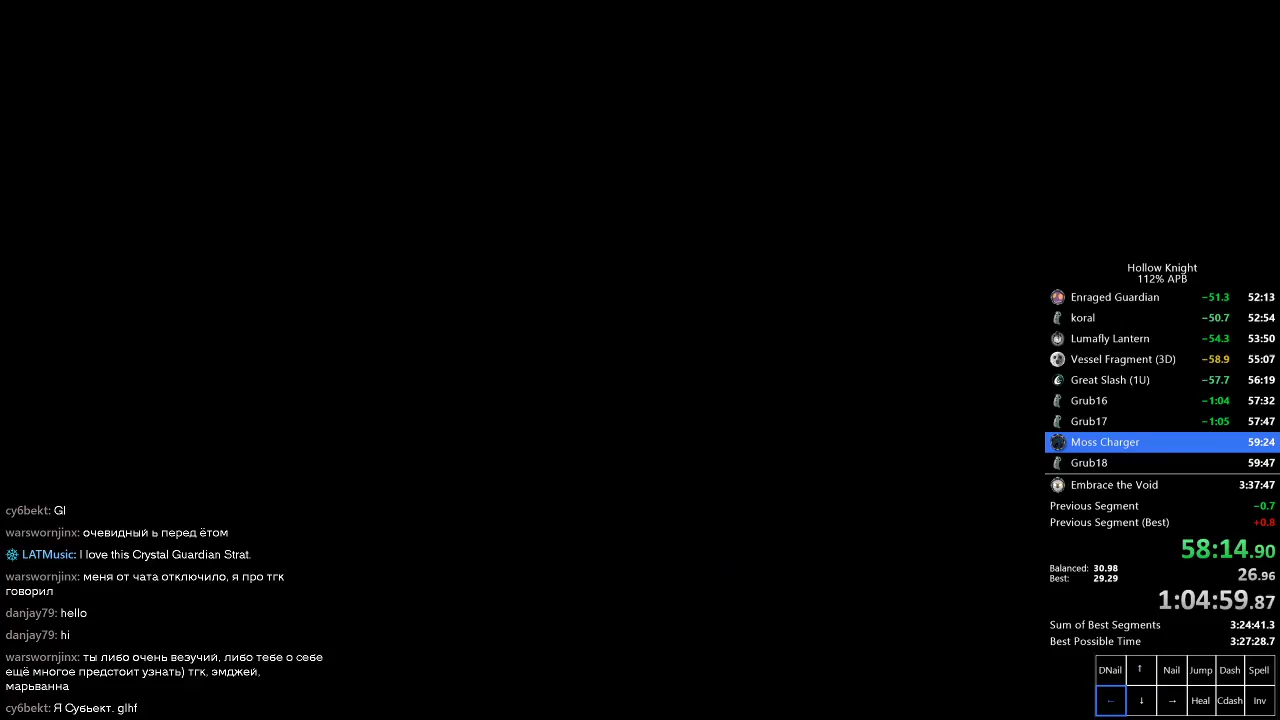 Hollow Knight
112% APB
Enraged Guardian −51.3 52:13
koral −50.7 52:54
Lumafly Lantern −54.3 53:50
Vessel Fragment (3D) −58.9 55:07
Great Slash (1U) −57.7 56:19
Grub16 −1:04 57:32
Grub17 −1:05 57:47
Moss Charger 59:24
Grub18 59:47
Embrace the Void 3:37:47
Previous Segment −0.7
Previous Segment (Best) +0.8
58:14.90
Balanced: 30.98
Best: 29.29
26.96
1:04:59.87
Sum of Best Segments 3:24:41.3
Best Possible Time 3:27:28.7
DNail ↑ Nail Jump Dash Spell
← ↓ → Heal Cdash Inv
cy6bekt: Gl
warswornjinx: очевидный ь перед ётом
LATMusic: I love this Crystal Guardian Strat.
warswornjinx: меня от чата отключило, я про тгк
говорил
danjay79: hello
danjay79: hi
warswornjinx: ты либо очень везучий, либо тебе о себе
ещё многое предстоит узнать) тгк, эмджей,
марьванна
cy6bekt: Я Субьект. glhf